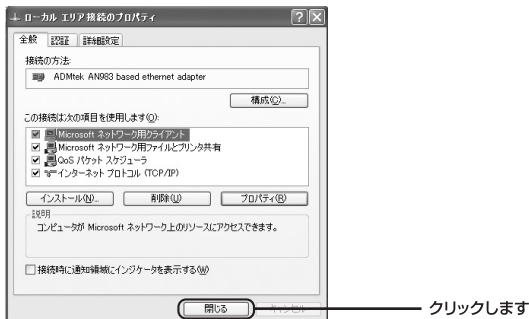 ローカル エリア接続のプロパティ
全般 認証 詳細設定
接続の方法:
ADMtek AN983 based ethernet adapter
構成(C)...
この接続は次の項目を使用します(O):
Microsoft ネットワーク用クライアント
Microsoft ネットワーク用ファイルとプリンタ共有
QoS パケット スケジューラ
インターネット プロトコル (TCP/IP)
インストール(N)... 削除(U) プロパティ(R)
説明
コンピュータが Microsoft ネットワーク上のリソースにアクセスできます。
接続時に通知領域にインジケータを表示する(W)
閉じる キャンセル クリックします